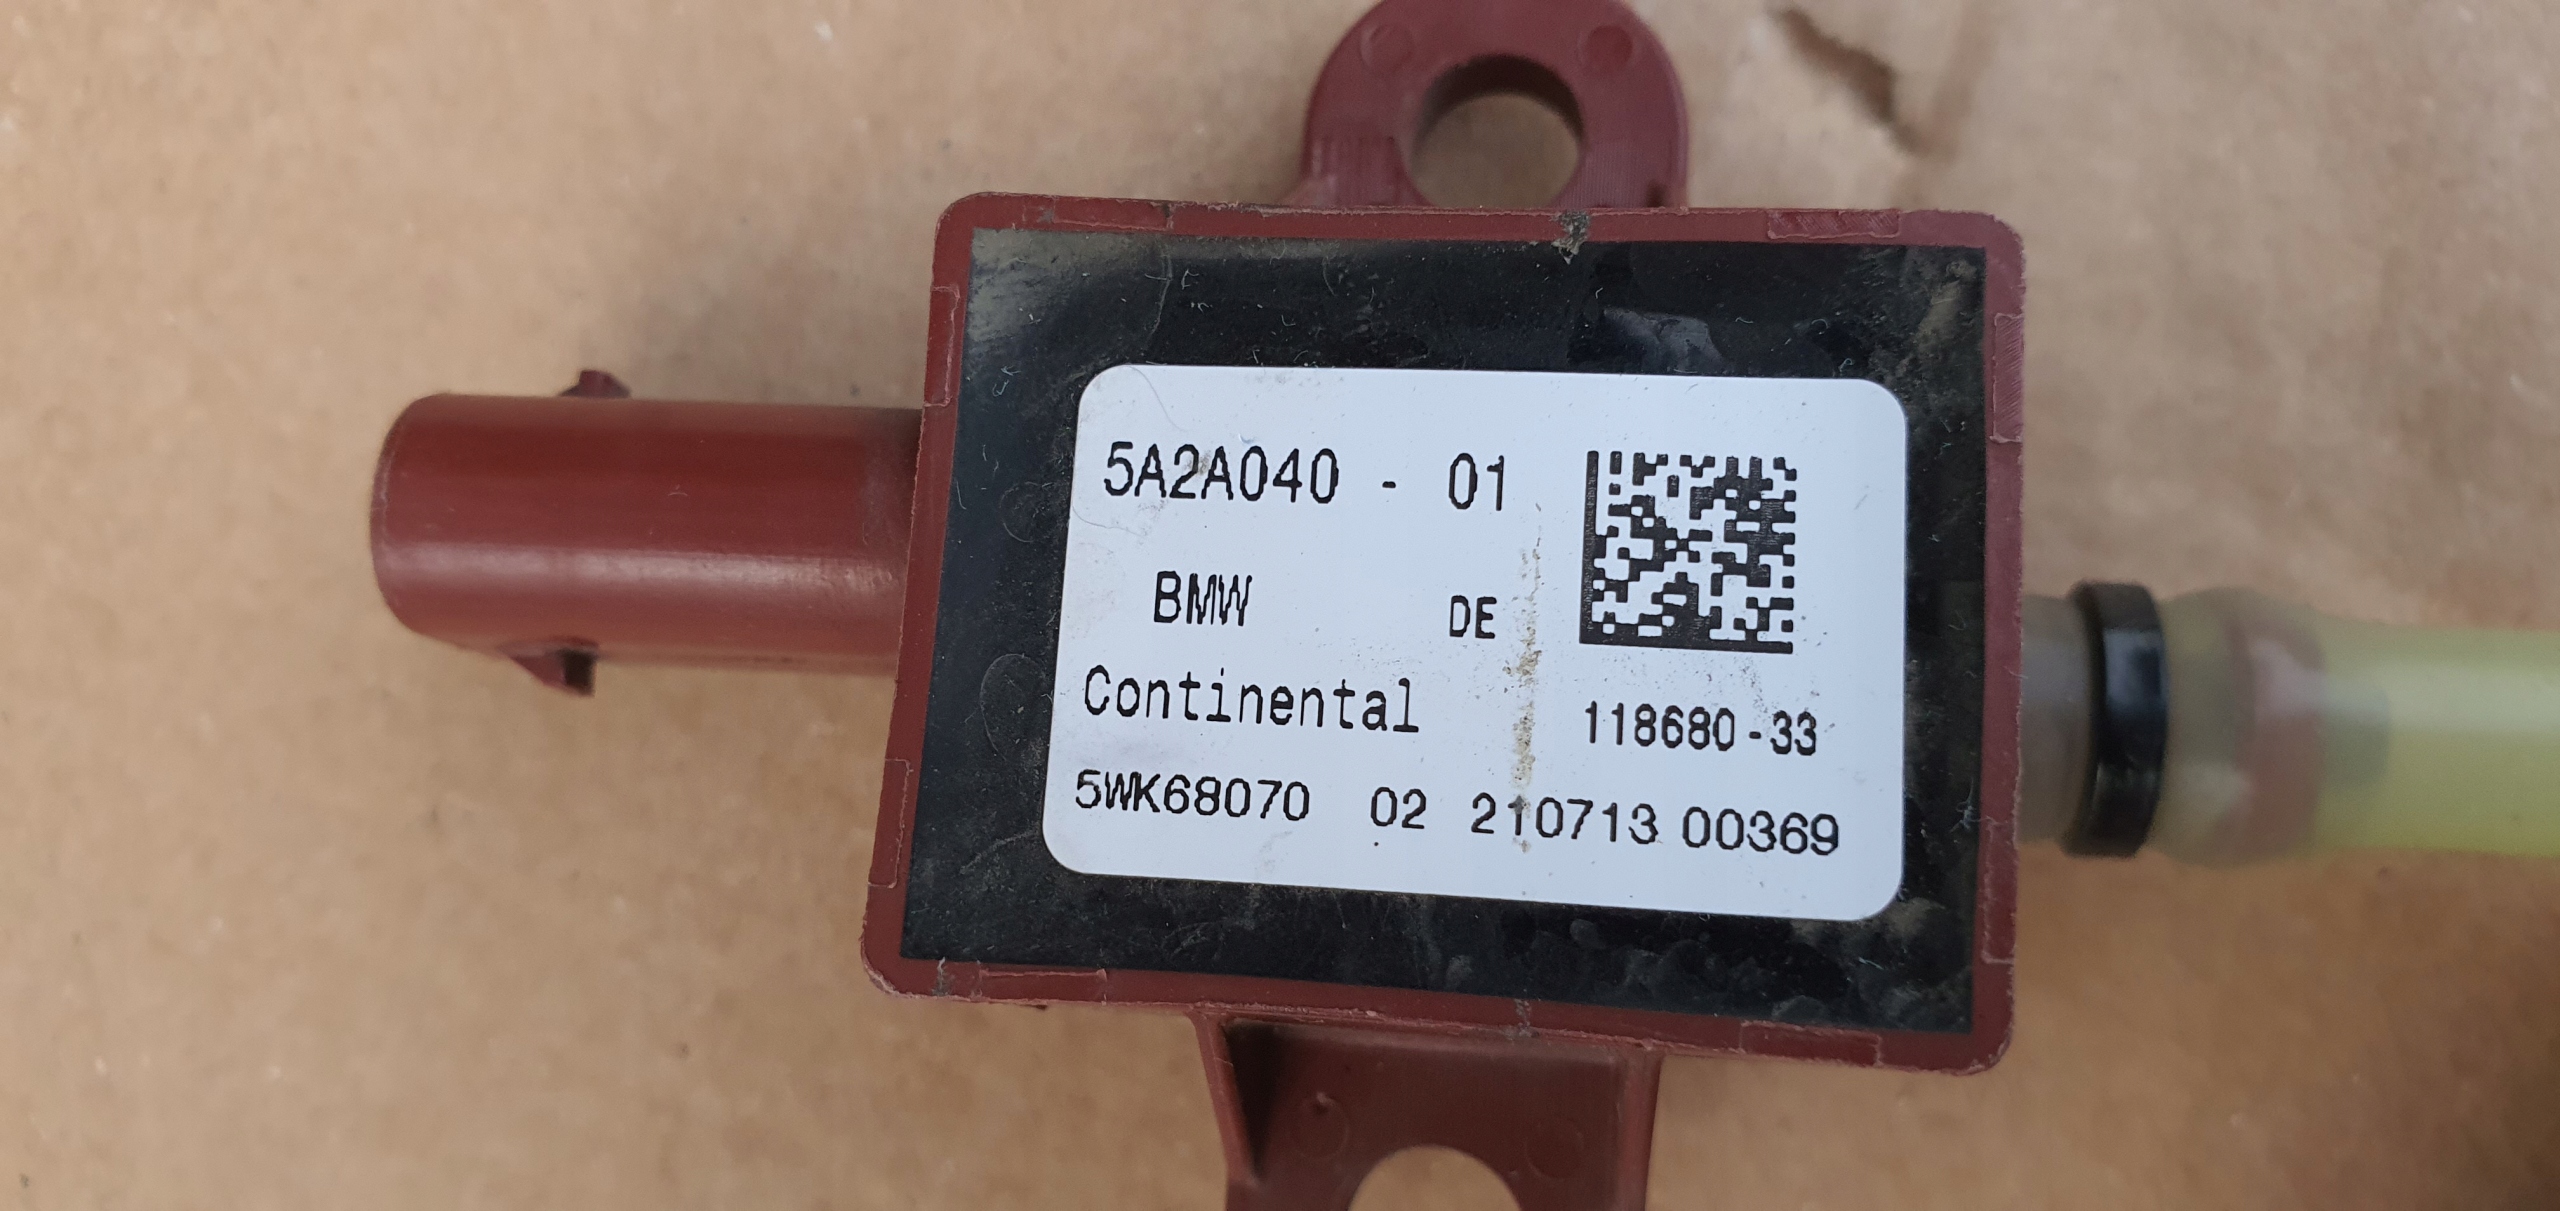 5A2A040 - 01
BMW DE
Continental
118680-33
5WK68070 02 210713 00369